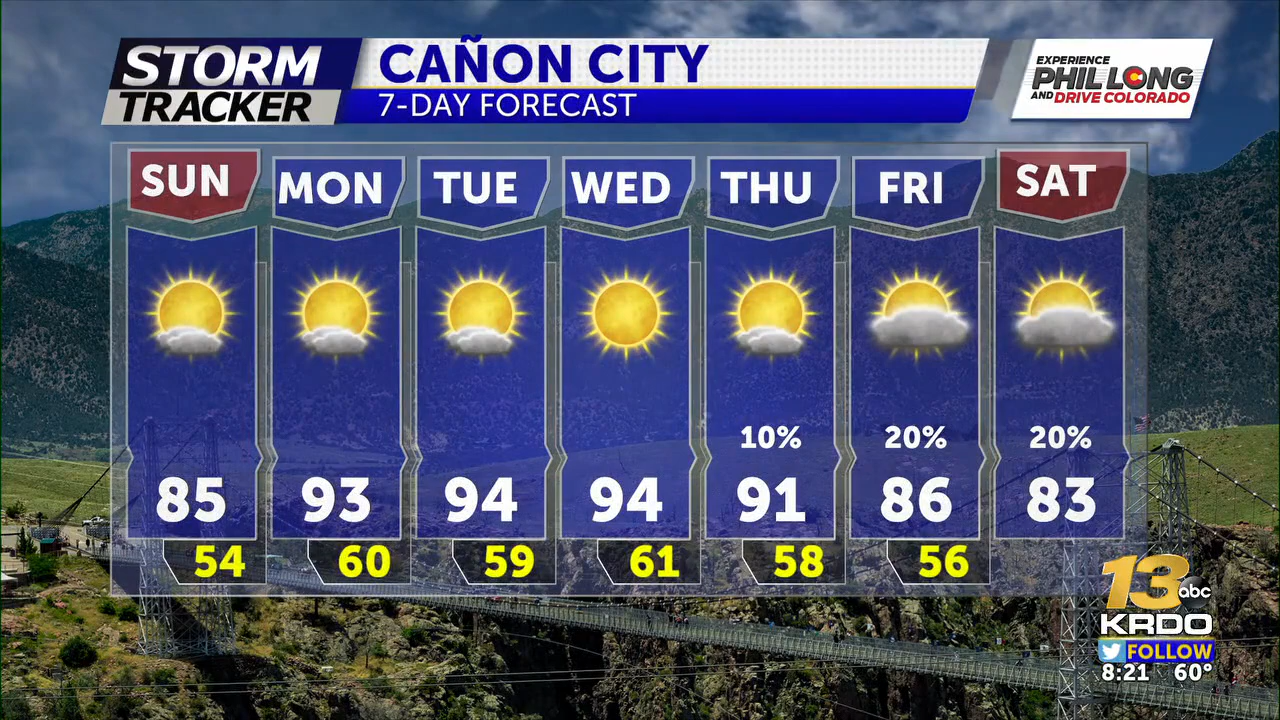 STORM
TRACKER
CAÑON CITY
7-DAY FORECAST
EXPERIENCE
PHIL LONG
AND DRIVE COLORADO
SUN MON TUE WED THU FRI SAT
10% 20% 20%
85 93 94 94 91 86 83
54 60 59 61 58 56
13 abc
KRDO
FOLLOW
8:21 60°